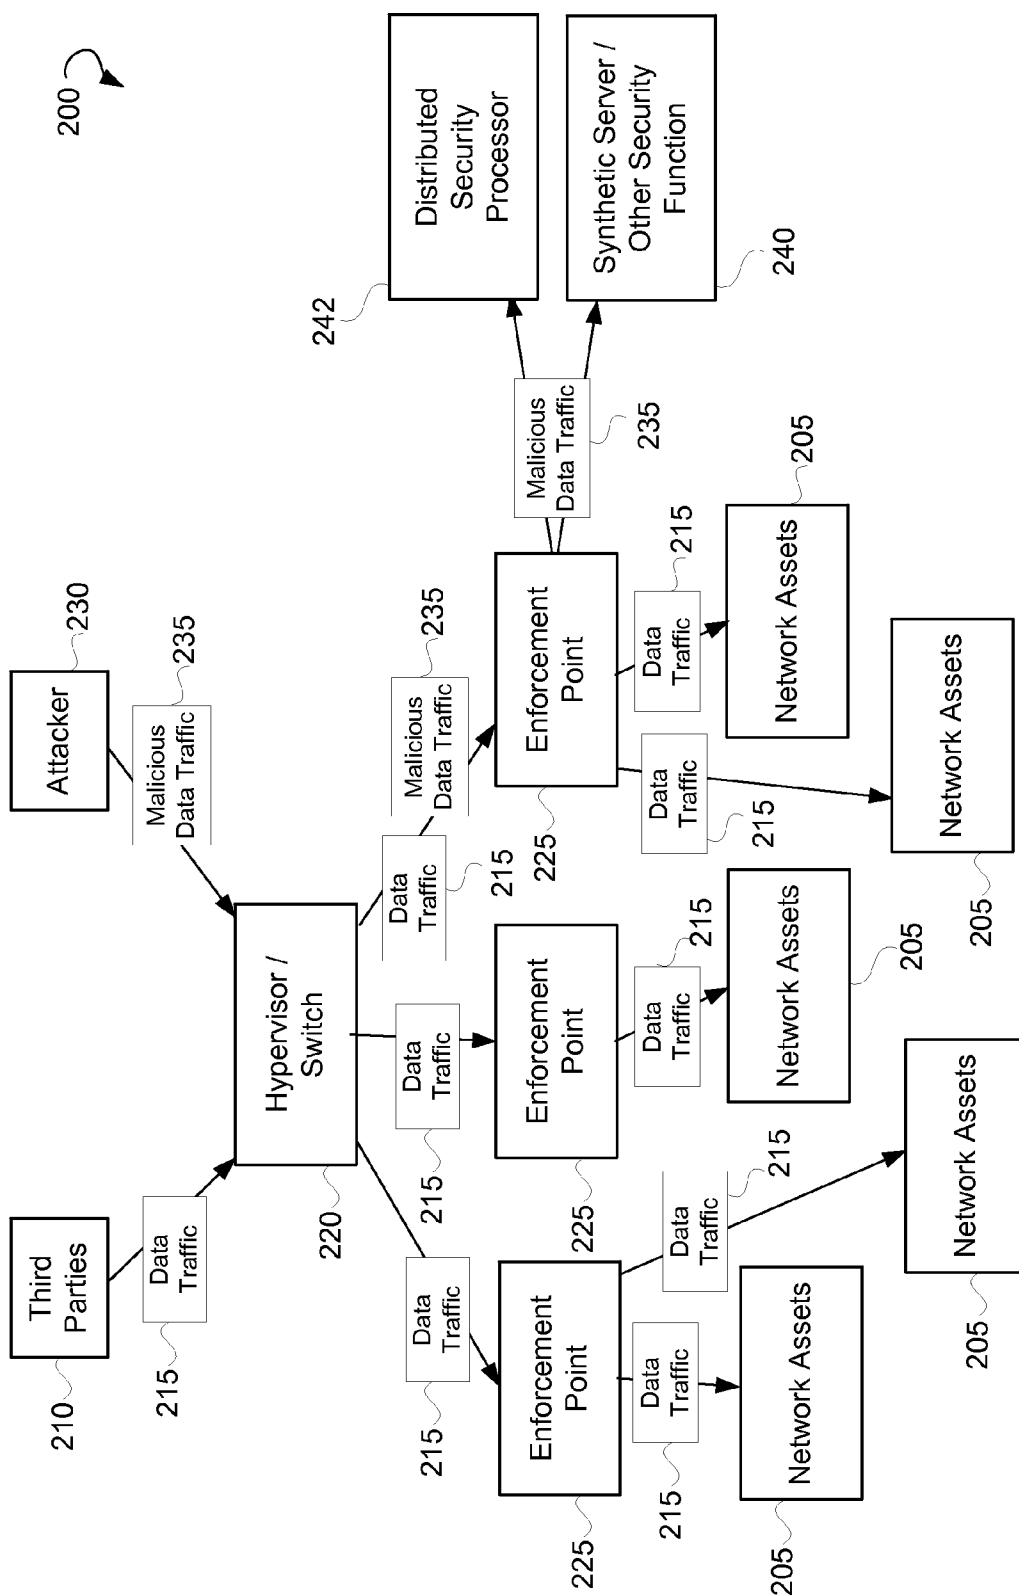 200
Third
Parties
210
Data
Traffic
215
Attacker
230
Malicious
Data Traffic
235
Hypervisor /
Switch
220
Data
Traffic
215
Data
Traffic
215
Data
Traffic
215
Malicious
Data Traffic
235
Enforcement
Point
225
Enforcement
Point
225
Enforcement
Point
225
Malicious
Data Traffic
235
Distributed
Security
Processor
242
Synthetic Server /
Other Security
Function
240
Data
Traffic
215
Data
Traffic
215
Data
Traffic
215
Data
Traffic
215
Data
Traffic
215
Network Assets
205
Network Assets
205
Network Assets
205
Network Assets
205
Network Assets
205